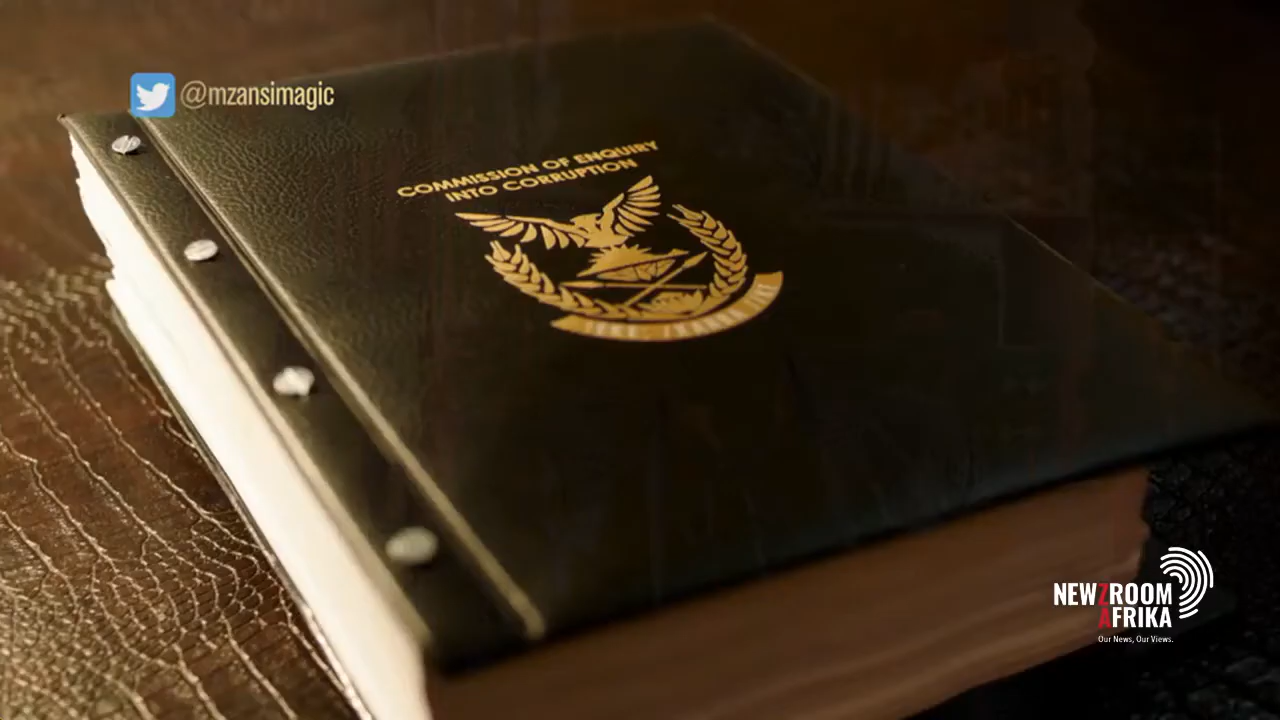 @mzansimagic
COMMISSION OF ENQUIRY
INTO CORRUPTION
NEWZROOM
AFRIKA
Our News, Our Views.